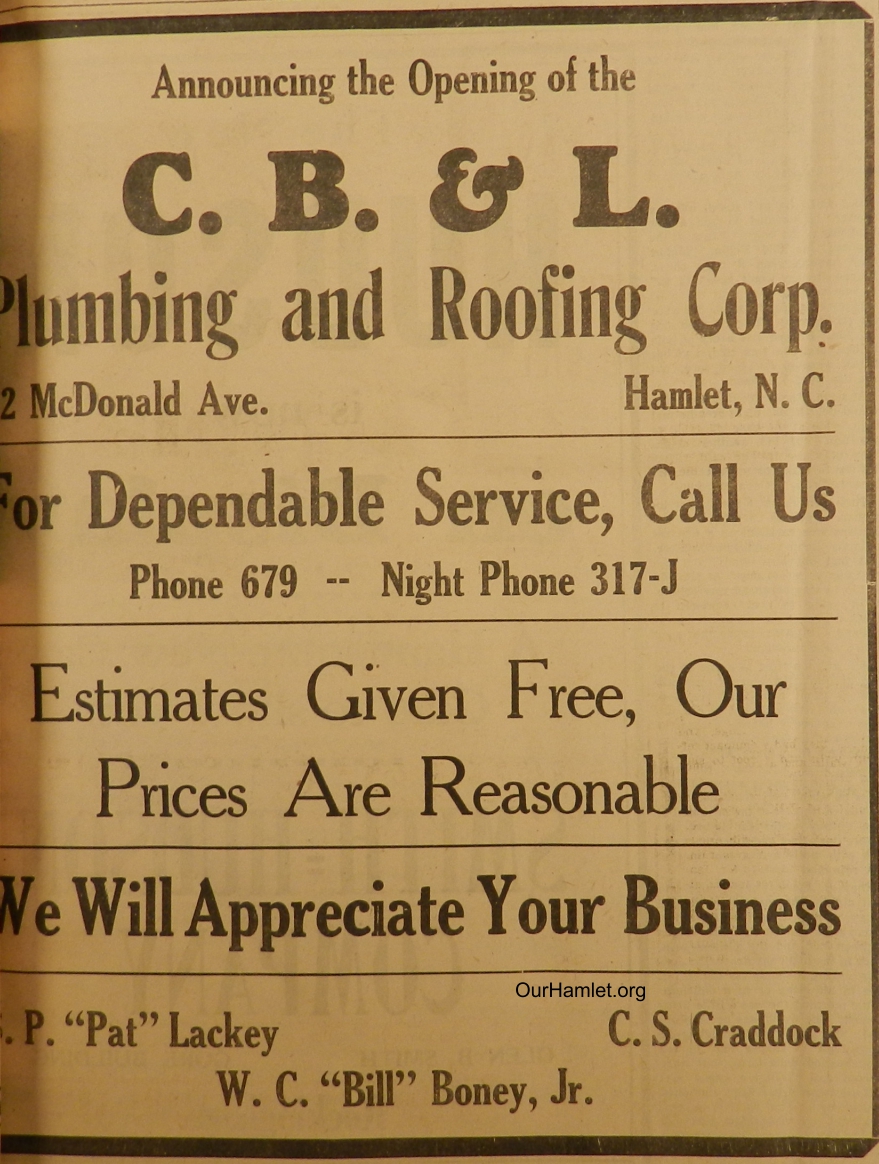 Announcing the Opening of the
C. B. & L.
Plumbing and Roofing Corp.
2 McDonald Ave. Hamlet, N. C.
For Dependable Service, Call Us
Phone 679 -- Night Phone 317-J
Estimates Given Free, Our
Prices Are Reasonable
We Will Appreciate Your Business
OurHamlet.org
. P. “Pat” Lackey C. S. Craddock
W. C. “Bill” Boney, Jr.